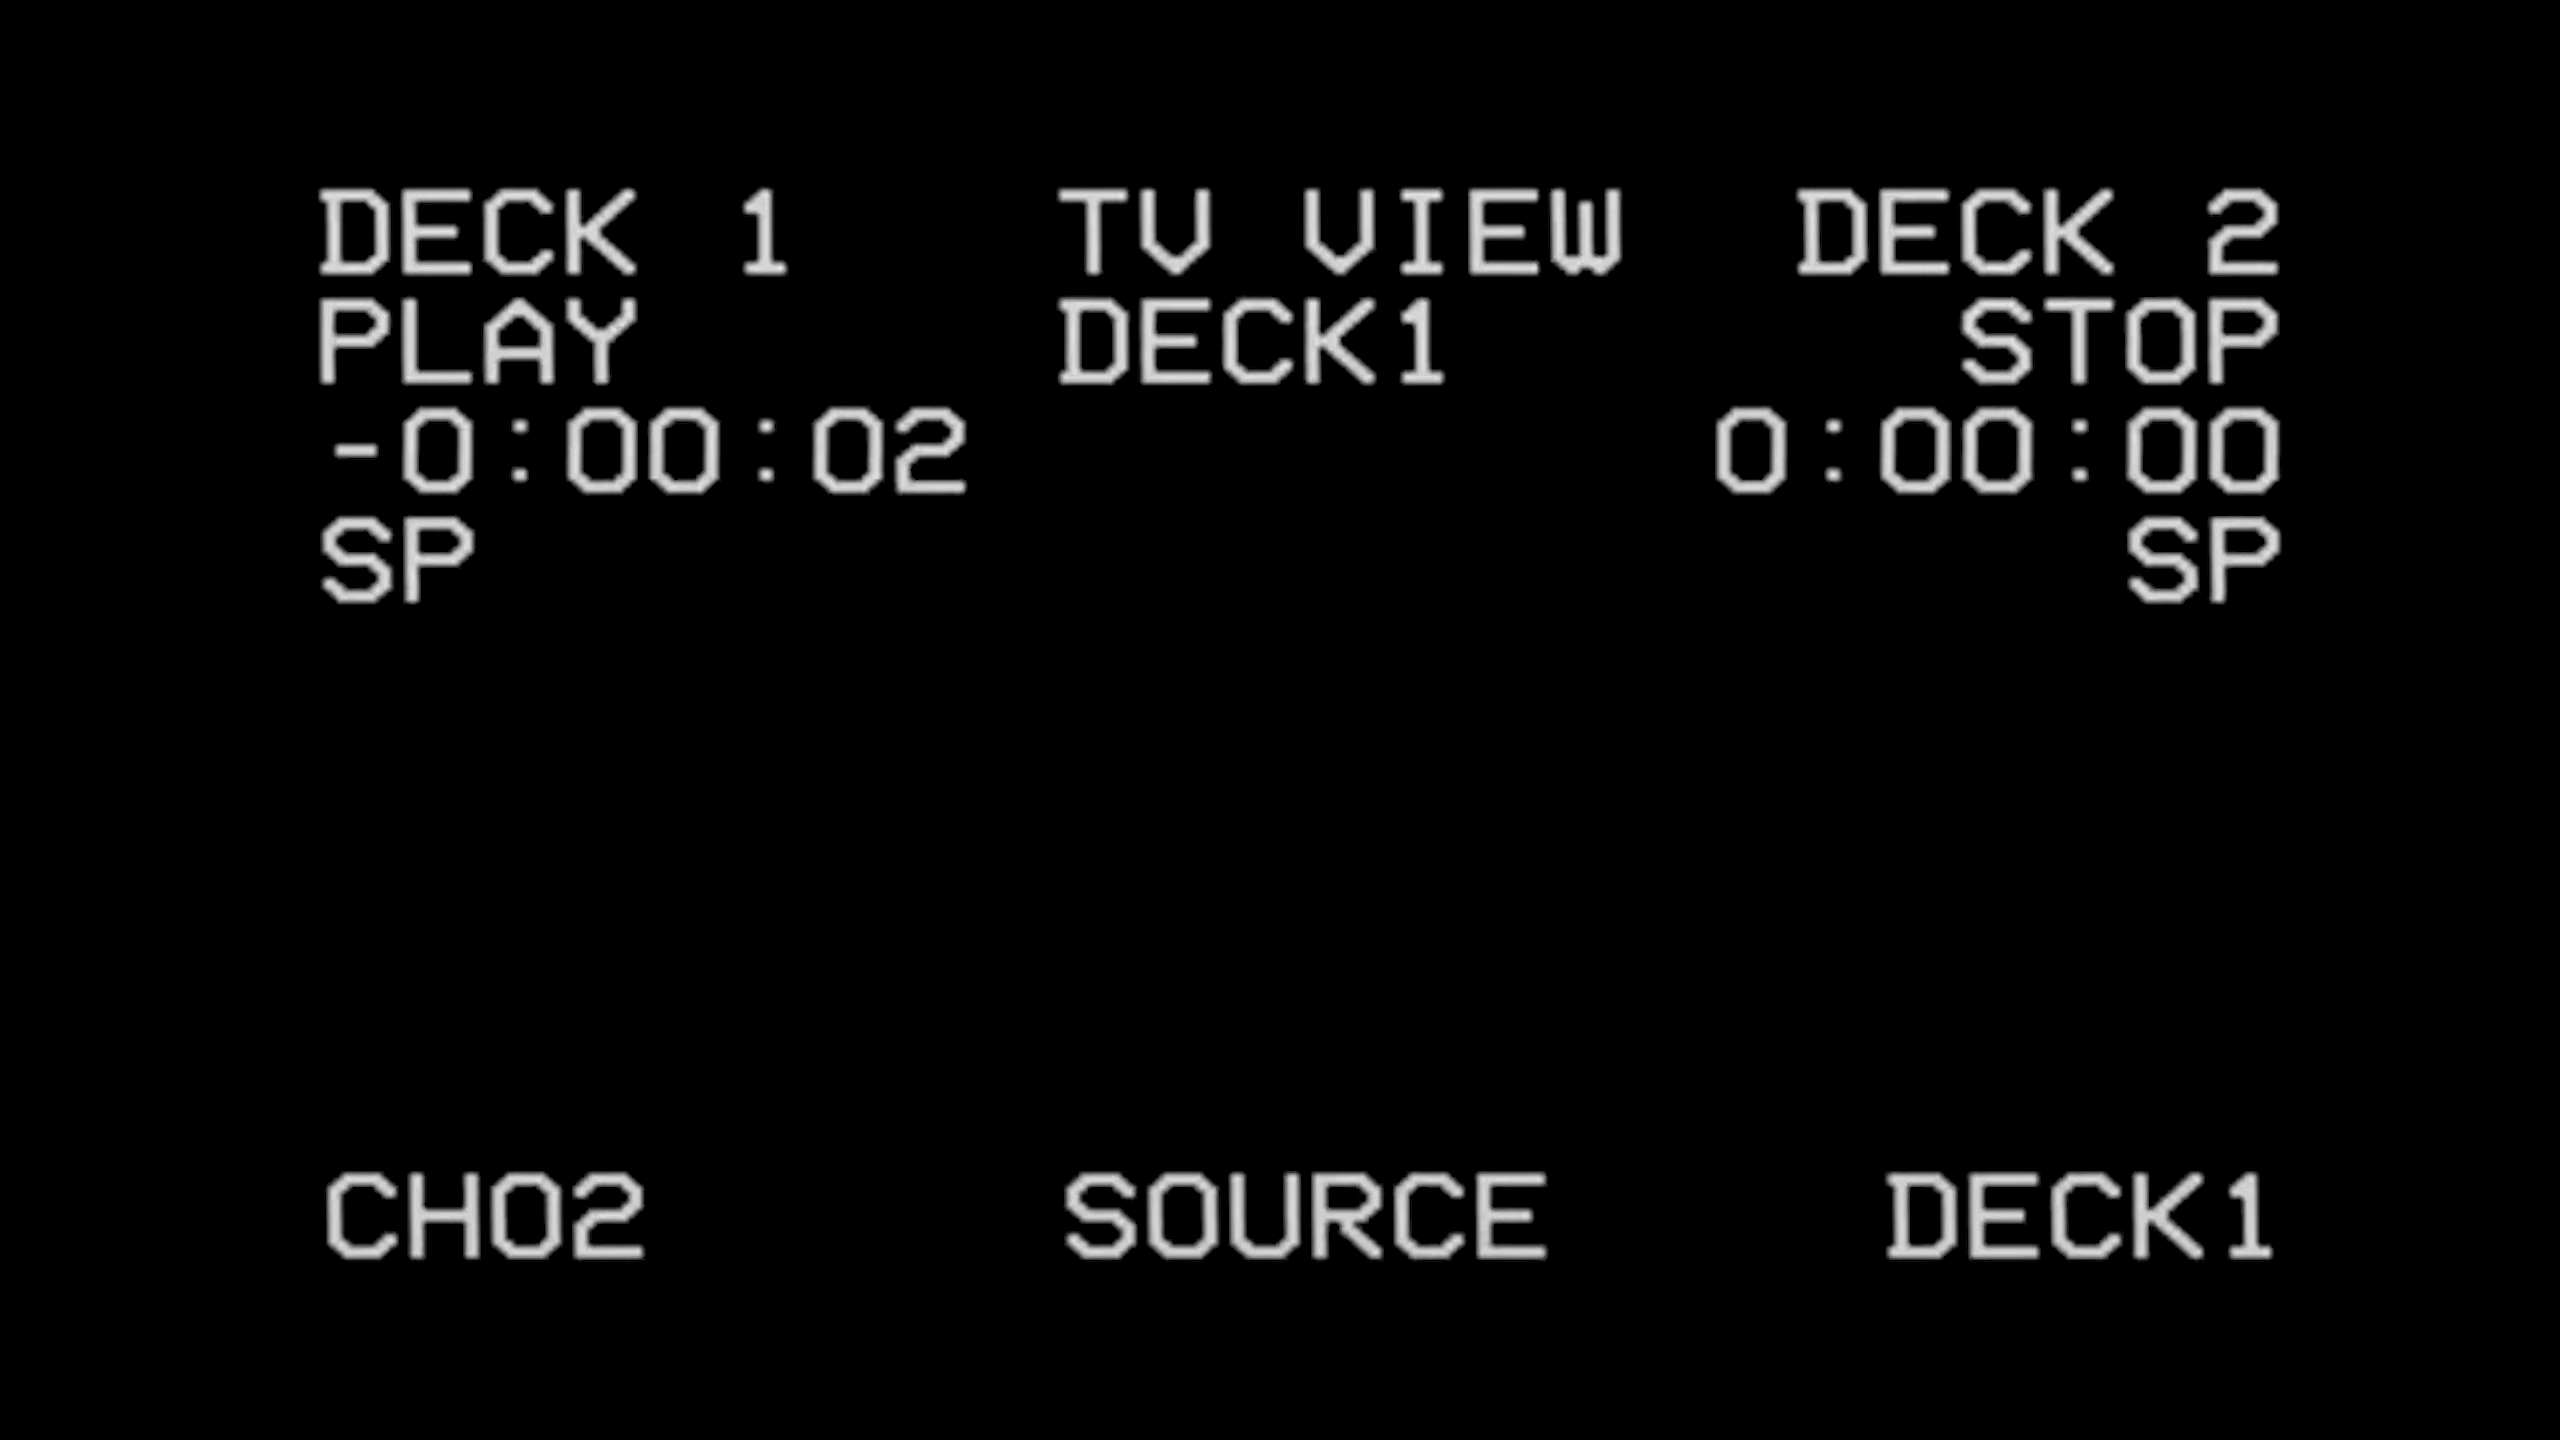 DECK 1 TV VIEW DECK 2
PLAY DECK1 STOP
-0:00:02 0:00:00
SP SP
CH02 SOURCE DECK1